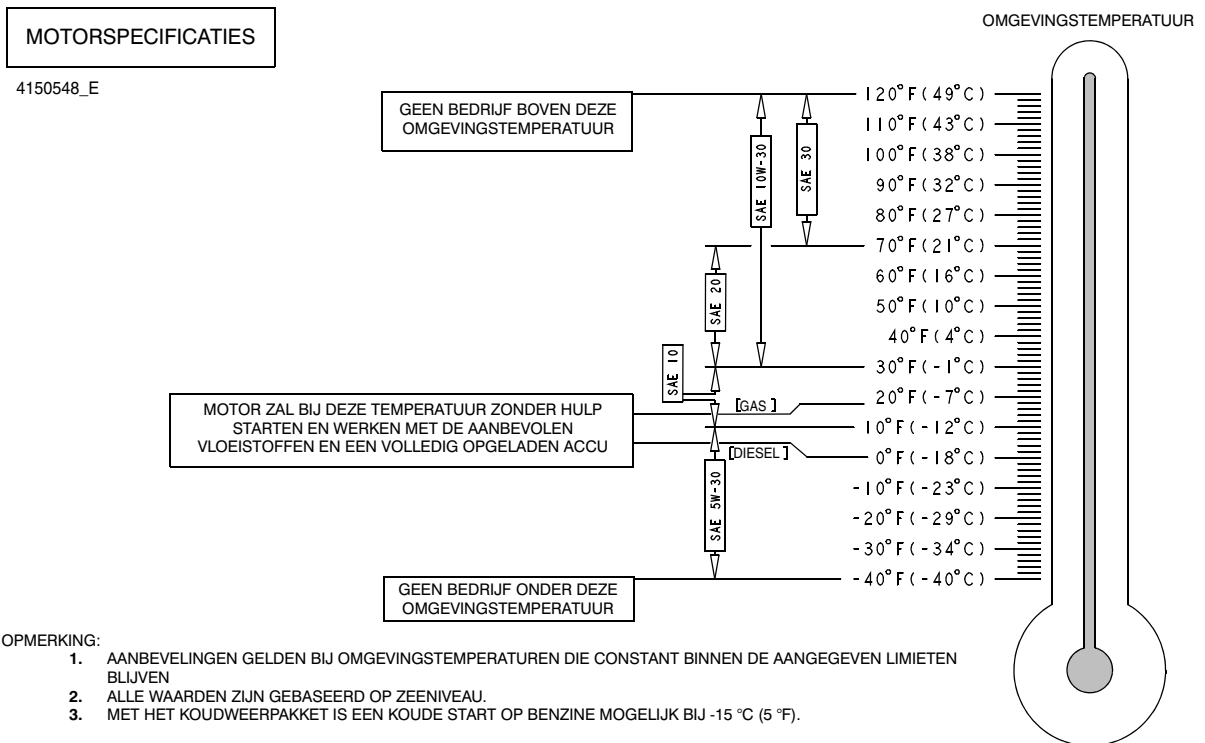 MOTORSPECIFICATIES
4150548_E
OMGEVINGSTEMPERATUUR
GEEN BEDRIJF BOVEN DEZE
OMGEVINGSTEMPERATUUR
120°F(49°C)
110°F(43°C)
100°F(38°C)
90°F(32°C)
80°F(27°C)
70°F(21°C)
60°F(16°C)
50°F(10°C)
40°F(4°C)
30°F(-1°C)
20°F(-7°C)
10°F(-12°C)
0°F(-18°C)
-10°F(-23°C)
-20°F(-29°C)
-30°F(-34°C)
-40°F(-40°C)
SAE 10W-30
SAE 30
SAE 20
SAE 10
SAE 5W-30
[GAS]
[DIESEL]
MOTOR ZAL BIJ DEZE TEMPERATUUR ZONDER HULP
STARTEN EN WERKEN MET DE AANBEVOLEN
VLOEISTOFFEN EN EEN VOLLEDIG OPGELADEN ACCU
GEEN BEDRIJF ONDER DEZE
OMGEVINGSTEMPERATUUR
OPMERKING:
1. AANBEVELINGEN GELDEN BIJ OMGEVINGSTEMPERATUREN DIE CONSTANT BINNEN DE AANGEGEVEN LIMIETEN
BLIJVEN
2. ALLE WAARDEN ZIJN GEBASEERD OP ZEENIVEAU.
3. MET HET KOUDWEERPAKKET IS EEN KOUDE START OP BENZINE MOGELIJK BIJ -15 °C (5 °F).